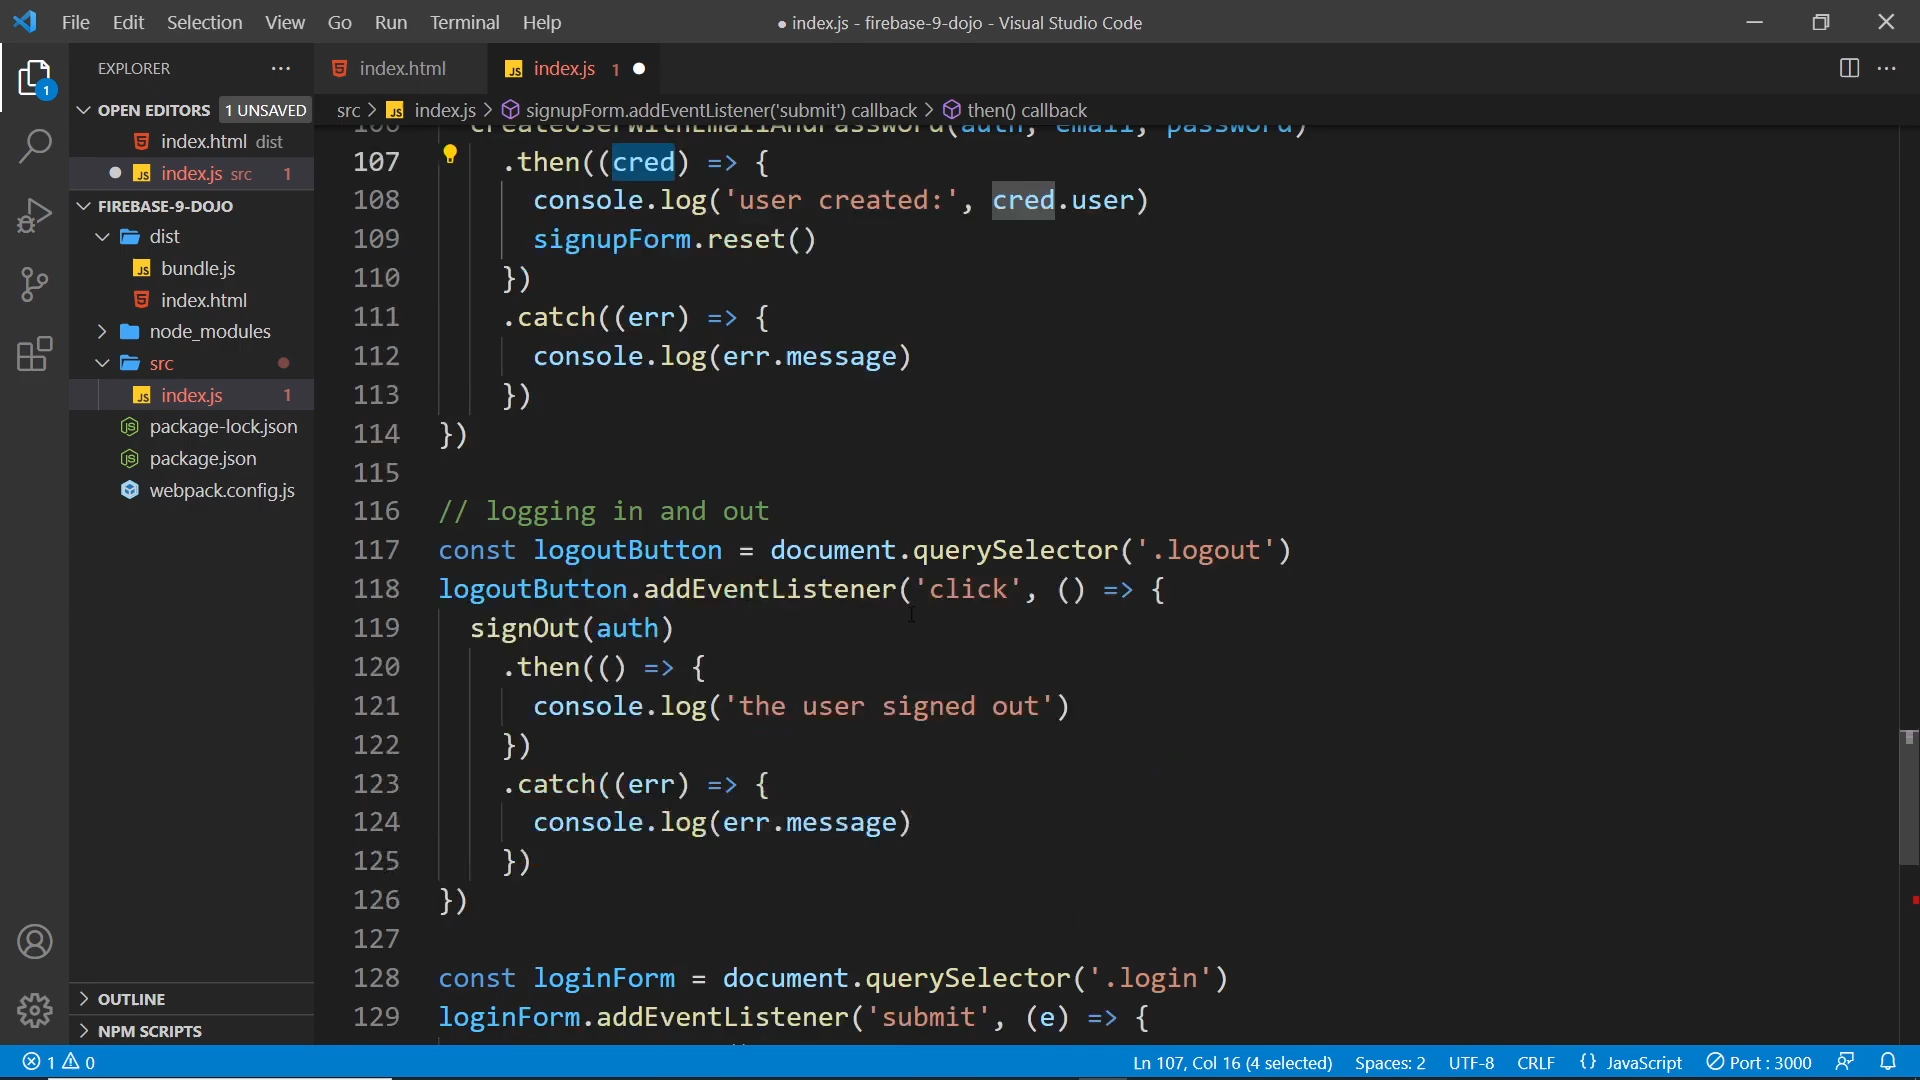 File Edit Selection View Go Run Terminal Help
● index.js - firebase-9-dojo - Visual Studio Code
EXPLORER
index.html
index.js 1
OPEN EDITORS 1 UNSAVED
index.html dist
index.js src 1
FIREBASE-9-DOJO
dist
bundle.js
index.html
node_modules
src
index.js 1
package-lock.json
package.json
webpack.config.js
OUTLINE
NPM SCRIPTS
1
src > index.js > signupForm.addEventListener('submit') callback > then() callback
106 createUserWithEmailAndPassword(auth, email, password)
107 .then((cred) => {
108 console.log('user created:', cred.user)
109 signupForm.reset()
110 })
111 .catch((err) => {
112 console.log(err.message)
113 })
114 })
115
116 // logging in and out
117 const logoutButton = document.querySelector('.logout')
118 logoutButton.addEventListener('click', () => {
119 signOut(auth)
120 .then(() => {
121 console.log('the user signed out')
122 })
123 .catch((err) => {
124 console.log(err.message)
125 })
126 })
127
128 const loginForm = document.querySelector('.login')
129 loginForm.addEventListener('submit', (e) => {
1 0
Ln 107, Col 16 (4 selected) Spaces: 2 UTF-8 CRLF {} JavaScript Port : 3000